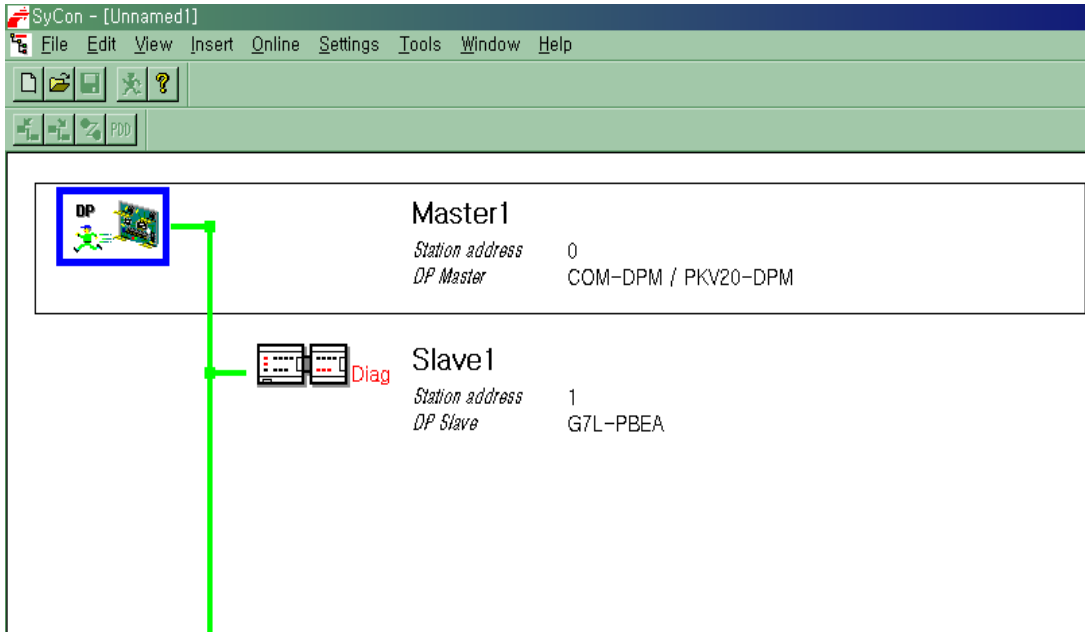 SyCon - [Unnamed1]
File Edit View Insert Online Settings Tools Window Help
PDD
DP
Master1
Station address 0
DP Master COM-DPM / PKV20-DPM
Diag
Slave1
Station address 1
DP Slave G7L-PBEA